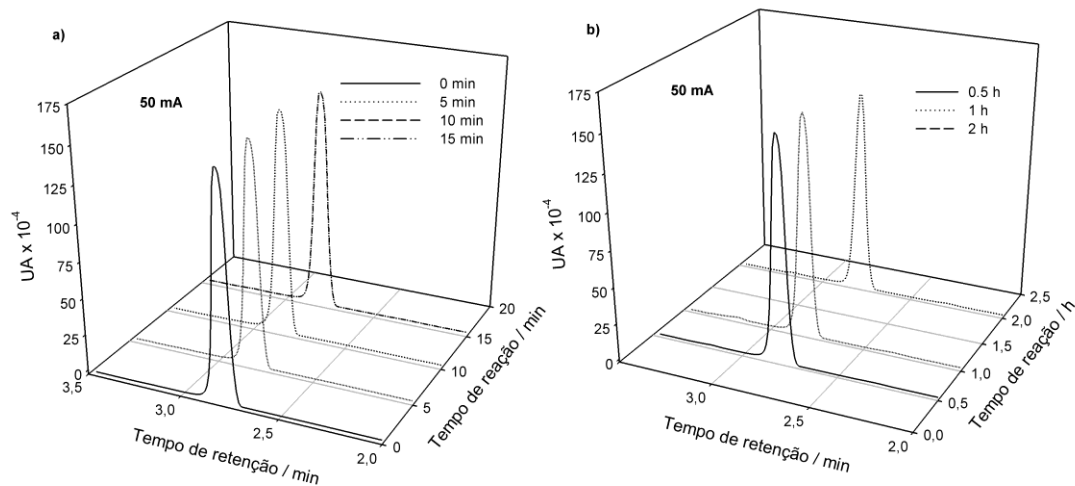 a)
50 mA
0 min
5 min
10 min
15 min
175
150
125
100
75
50
25
0
UA x 10⁻⁴
3,5
3,0
2,5
2,0
Tempo de retenção / min
0
5
10
15
20
Tempo de reação / min
b)
50 mA
0.5 h
1 h
2 h
175
150
125
100
75
50
25
0
UA x 10⁻⁴
3,0
2,5
2,0
Tempo de retenção / min
0,0
0,5
1,0
1,5
2,0
2,5
Tempo de reação / h